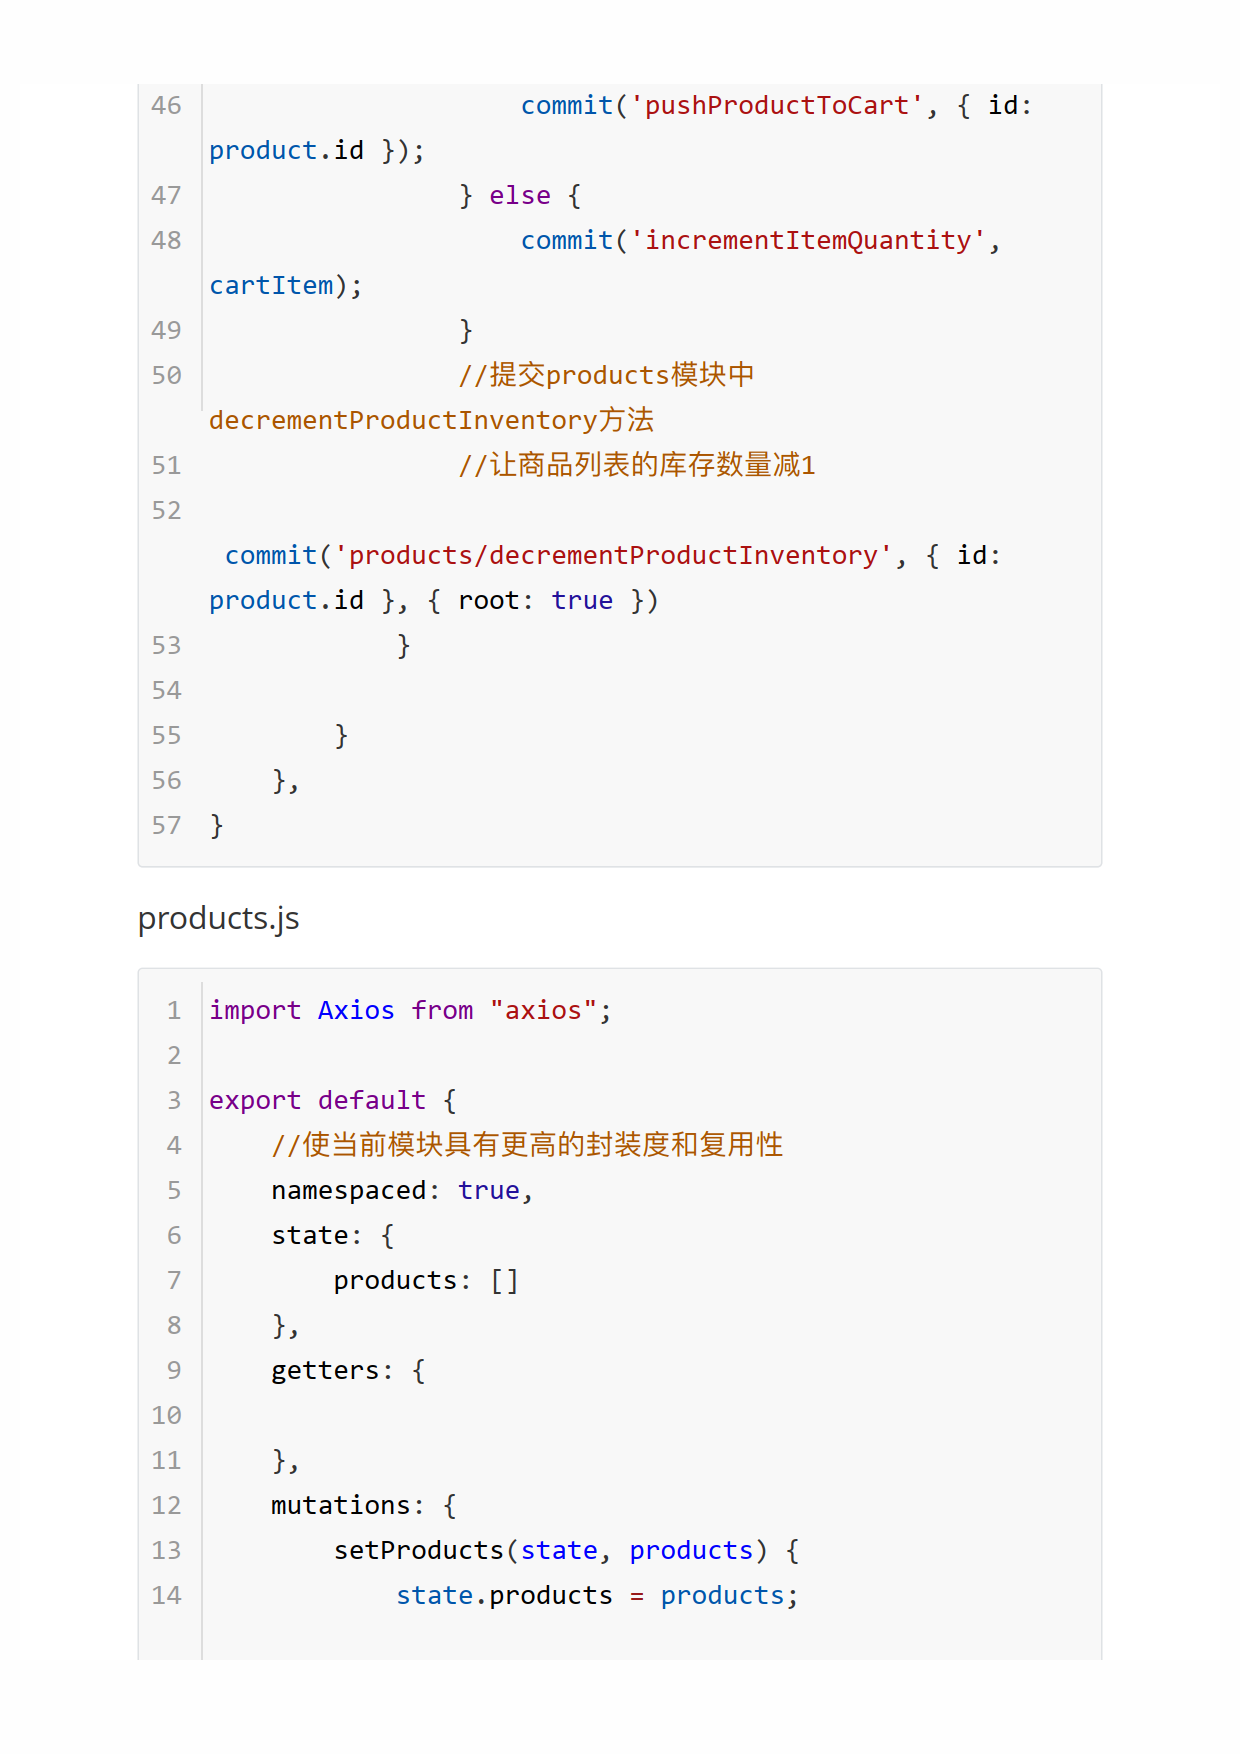 46                     commit('pushProductToCart', { id:
product.id });
47                 } else {
48                     commit('incrementItemQuantity',
cartItem);
49                 }
50                 //提交products模块中
decrementProductInventory方法
51                 //让商品列表的库存数量减1
52
 commit('products/decrementProductInventory', { id:
product.id }, { root: true })
53             }
54
55         }
56     },
57 }
products.js
1 import Axios from "axios";
2
3 export default {
4     //使当前模块具有更高的封装度和复用性
5     namespaced: true,
6     state: {
7         products: []
8     },
9     getters: {
10
11     },
12     mutations: {
13         setProducts(state, products) {
14             state.products = products;